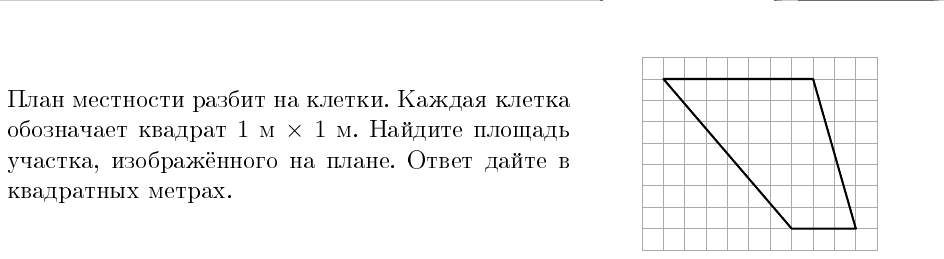 План местности разбит на клетки. Каждая клетка
обозначает квадрат 1 м × 1 м. Найдите площадь
участка, изображённого на плане. Ответ дайте в
квадратных метрах.